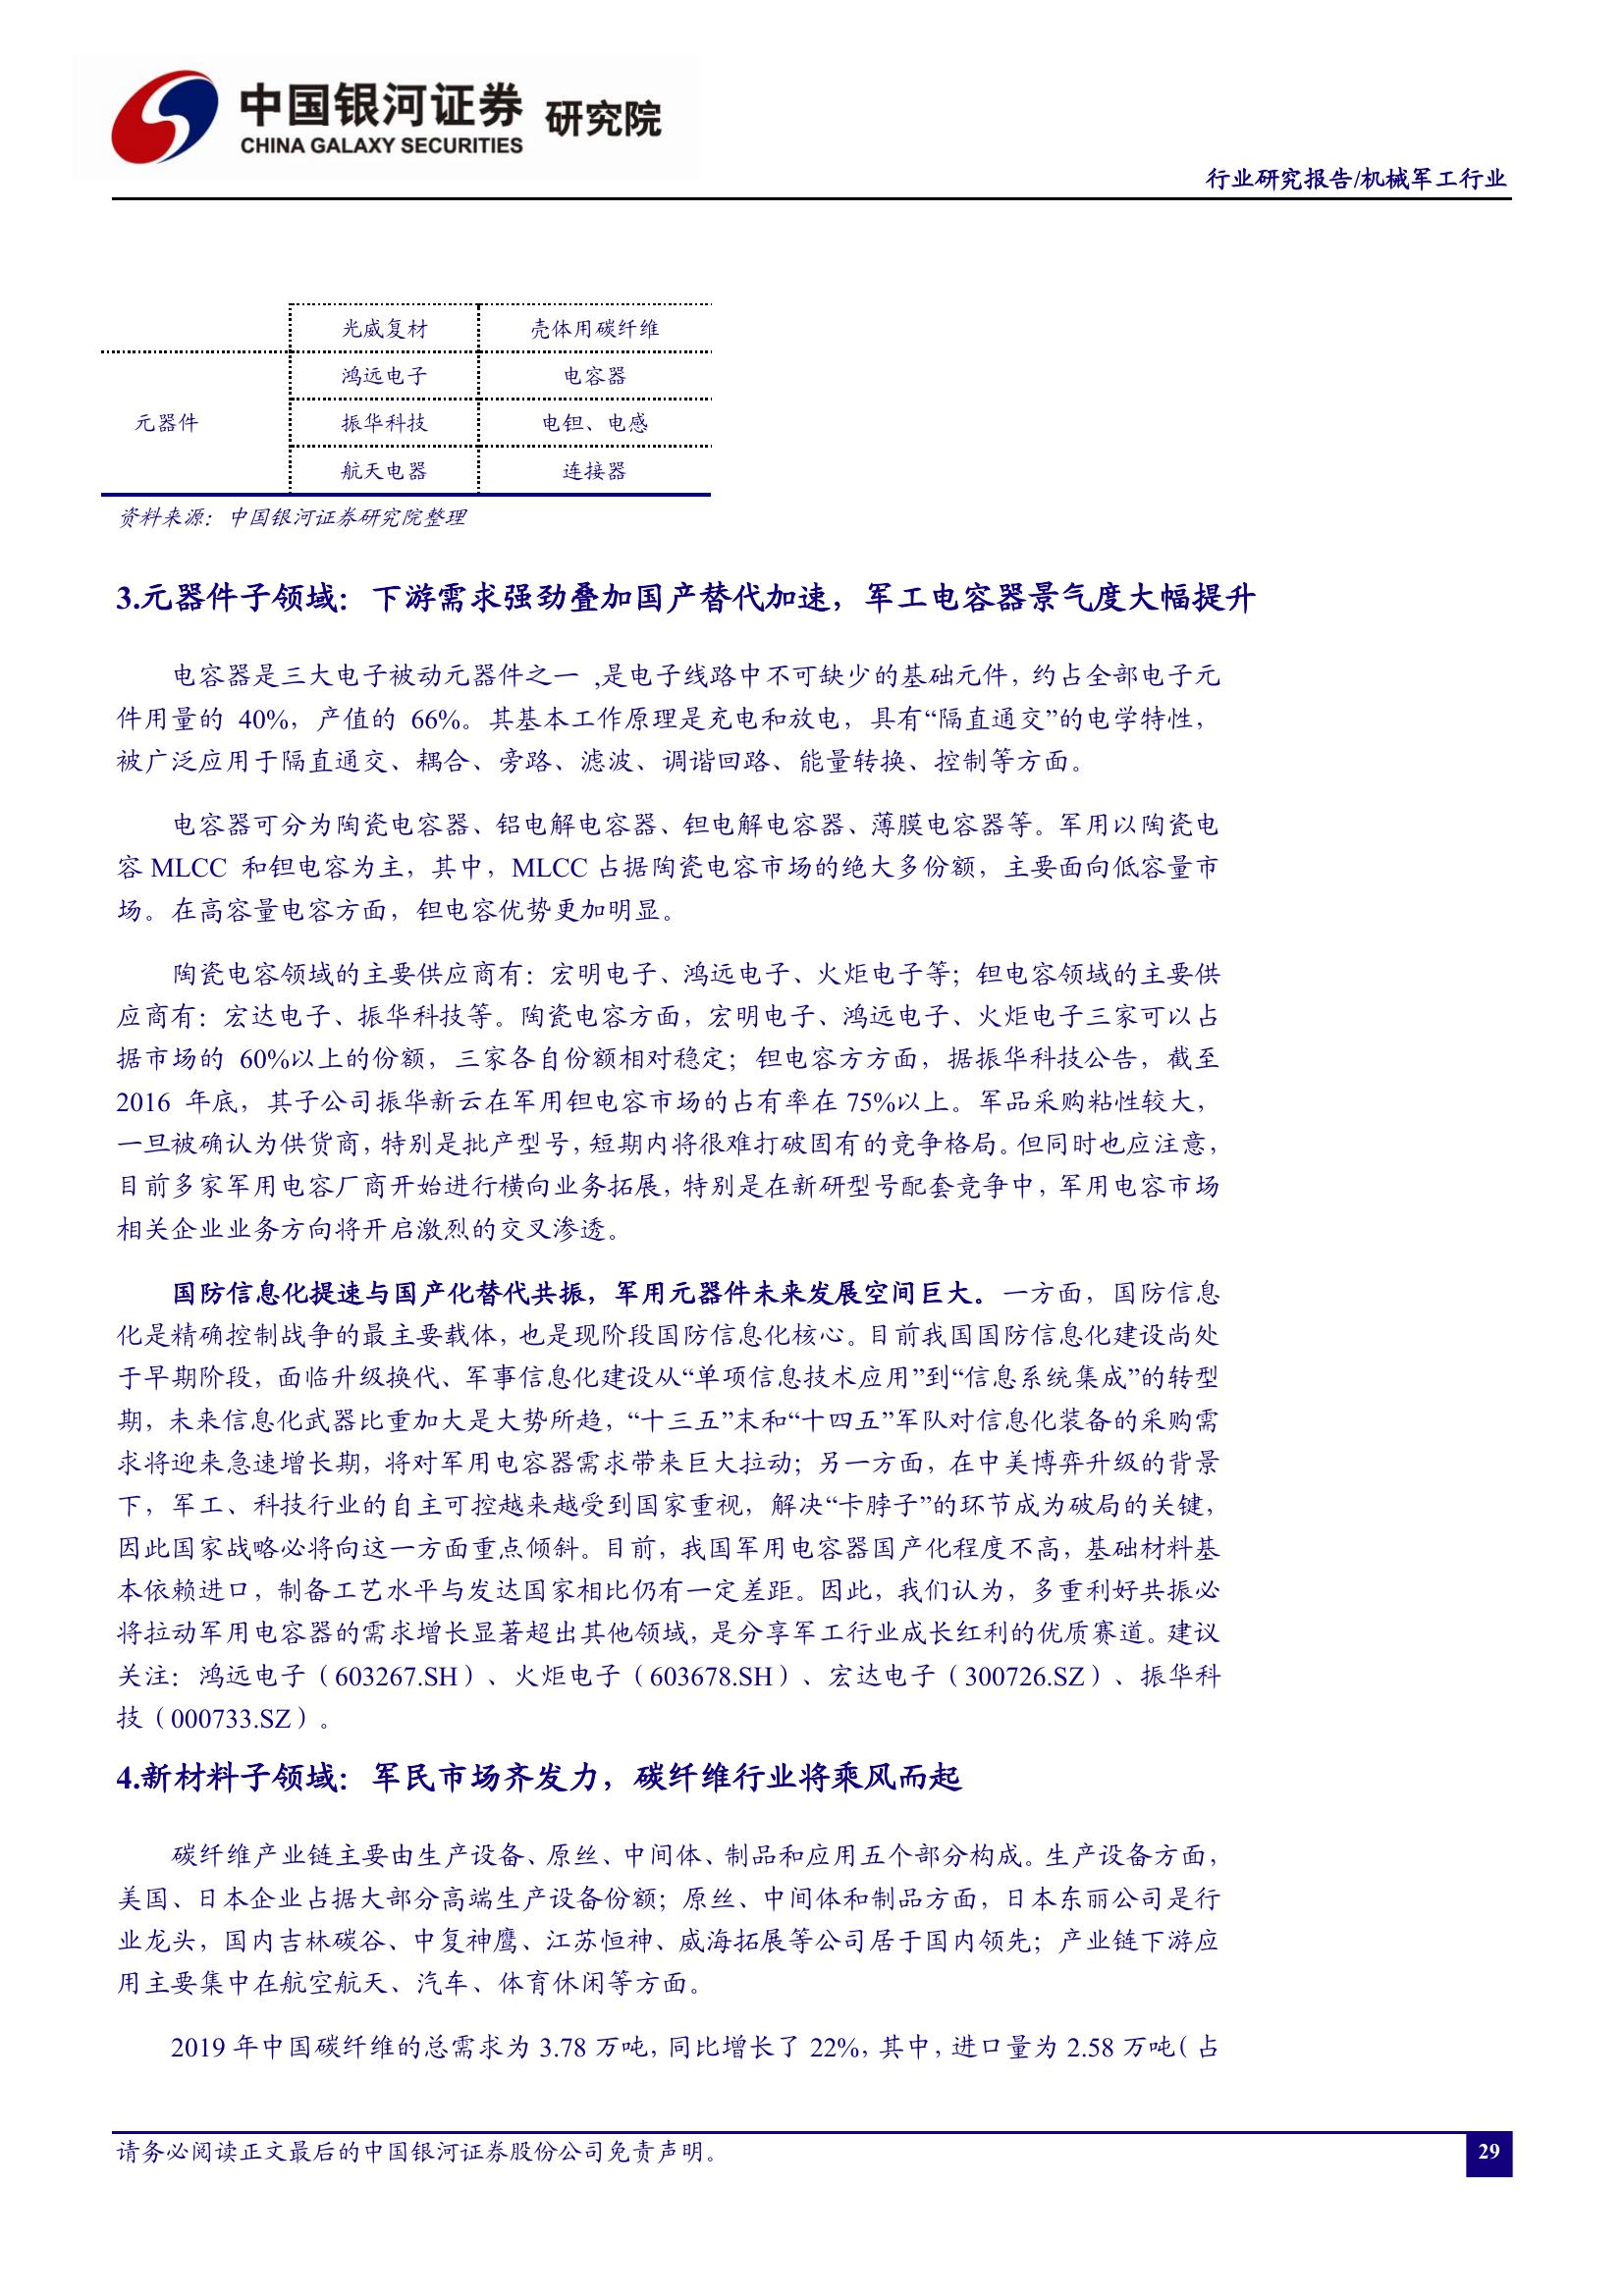 中国银河证券 研究院
CHINA GALAXY SECURITIES
行业研究报告/机械军工行业
光威复材 壳体用碳纤维
鸿远电子 电容器
元器件 振华科技 电钽、电感
航天电器 连接器
资料来源：中国银河证券研究院整理
3.元器件子领域：下游需求强劲叠加国产替代加速，军工电容器景气度大幅提升
电容器是三大电子被动元器件之一 ,是电子线路中不可缺少的基础元件，约占全部电子元
件用量的 40%，产值的 66%。其基本工作原理是充电和放电，具有“隔直通交”的电学特性，
被广泛应用于隔直通交、耦合、旁路、滤波、调谐回路、能量转换、控制等方面。
电容器可分为陶瓷电容器、铝电解电容器、钽电解电容器、薄膜电容器等。军用以陶瓷电
容 MLCC 和钽电容为主，其中，MLCC 占据陶瓷电容市场的绝大多份额，主要面向低容量市
场。在高容量电容方面，钽电容优势更加明显。
陶瓷电容领域的主要供应商有：宏明电子、鸿远电子、火炬电子等；钽电容领域的主要供
应商有：宏达电子、振华科技等。陶瓷电容方面，宏明电子、鸿远电子、火炬电子三家可以占
据市场的 60%以上的份额，三家各自份额相对稳定；钽电容方方面，据振华科技公告，截至
2016 年底，其子公司振华新云在军用钽电容市场的占有率在 75%以上。军品采购粘性较大，
一旦被确认为供货商，特别是批产型号，短期内将很难打破固有的竞争格局。但同时也应注意，
目前多家军用电容厂商开始进行横向业务拓展，特别是在新研型号配套竞争中，军用电容市场
相关企业业务方向将开启激烈的交叉渗透。
国防信息化提速与国产化替代共振，军用元器件未来发展空间巨大。一方面，国防信息
化是精确控制战争的最主要载体，也是现阶段国防信息化核心。目前我国国防信息化建设尚处
于早期阶段，面临升级换代、军事信息化建设从“单项信息技术应用”到“信息系统集成”的转型
期，未来信息化武器比重加大是大势所趋，“十三五”末和“十四五”军队对信息化装备的采购需
求将迎来急速增长期，将对军用电容器需求带来巨大拉动；另一方面，在中美博弈升级的背景
下，军工、科技行业的自主可控越来越受到国家重视，解决“卡脖子”的环节成为破局的关键，
因此国家战略必将向这一方面重点倾斜。目前，我国军用电容器国产化程度不高，基础材料基
本依赖进口，制备工艺水平与发达国家相比仍有一定差距。因此，我们认为，多重利好共振必
将拉动军用电容器的需求增长显著超出其他领域，是分享军工行业成长红利的优质赛道。建议
关注：鸿远电子（603267.SH）、火炬电子（603678.SH）、宏达电子（300726.SZ）、振华科
技（000733.SZ）。
4.新材料子领域：军民市场齐发力，碳纤维行业将乘风而起
碳纤维产业链主要由生产设备、原丝、中间体、制品和应用五个部分构成。生产设备方面，
美国、日本企业占据大部分高端生产设备份额；原丝、中间体和制品方面，日本东丽公司是行
业龙头，国内吉林碳谷、中复神鹰、江苏恒神、威海拓展等公司居于国内领先；产业链下游应
用主要集中在航空航天、汽车、体育休闲等方面。
2019 年中国碳纤维的总需求为 3.78 万吨，同比增长了 22%，其中，进口量为 2.58 万吨（占
请务必阅读正文最后的中国银河证券股份公司免责声明。
29